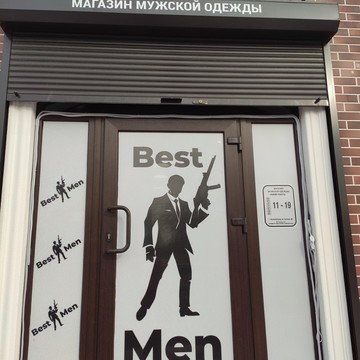 МАГАЗИН МУЖСКОЙ ОДЕЖДЫ
Best
Men
Best Men
Best Men
Best Men
11 - 19